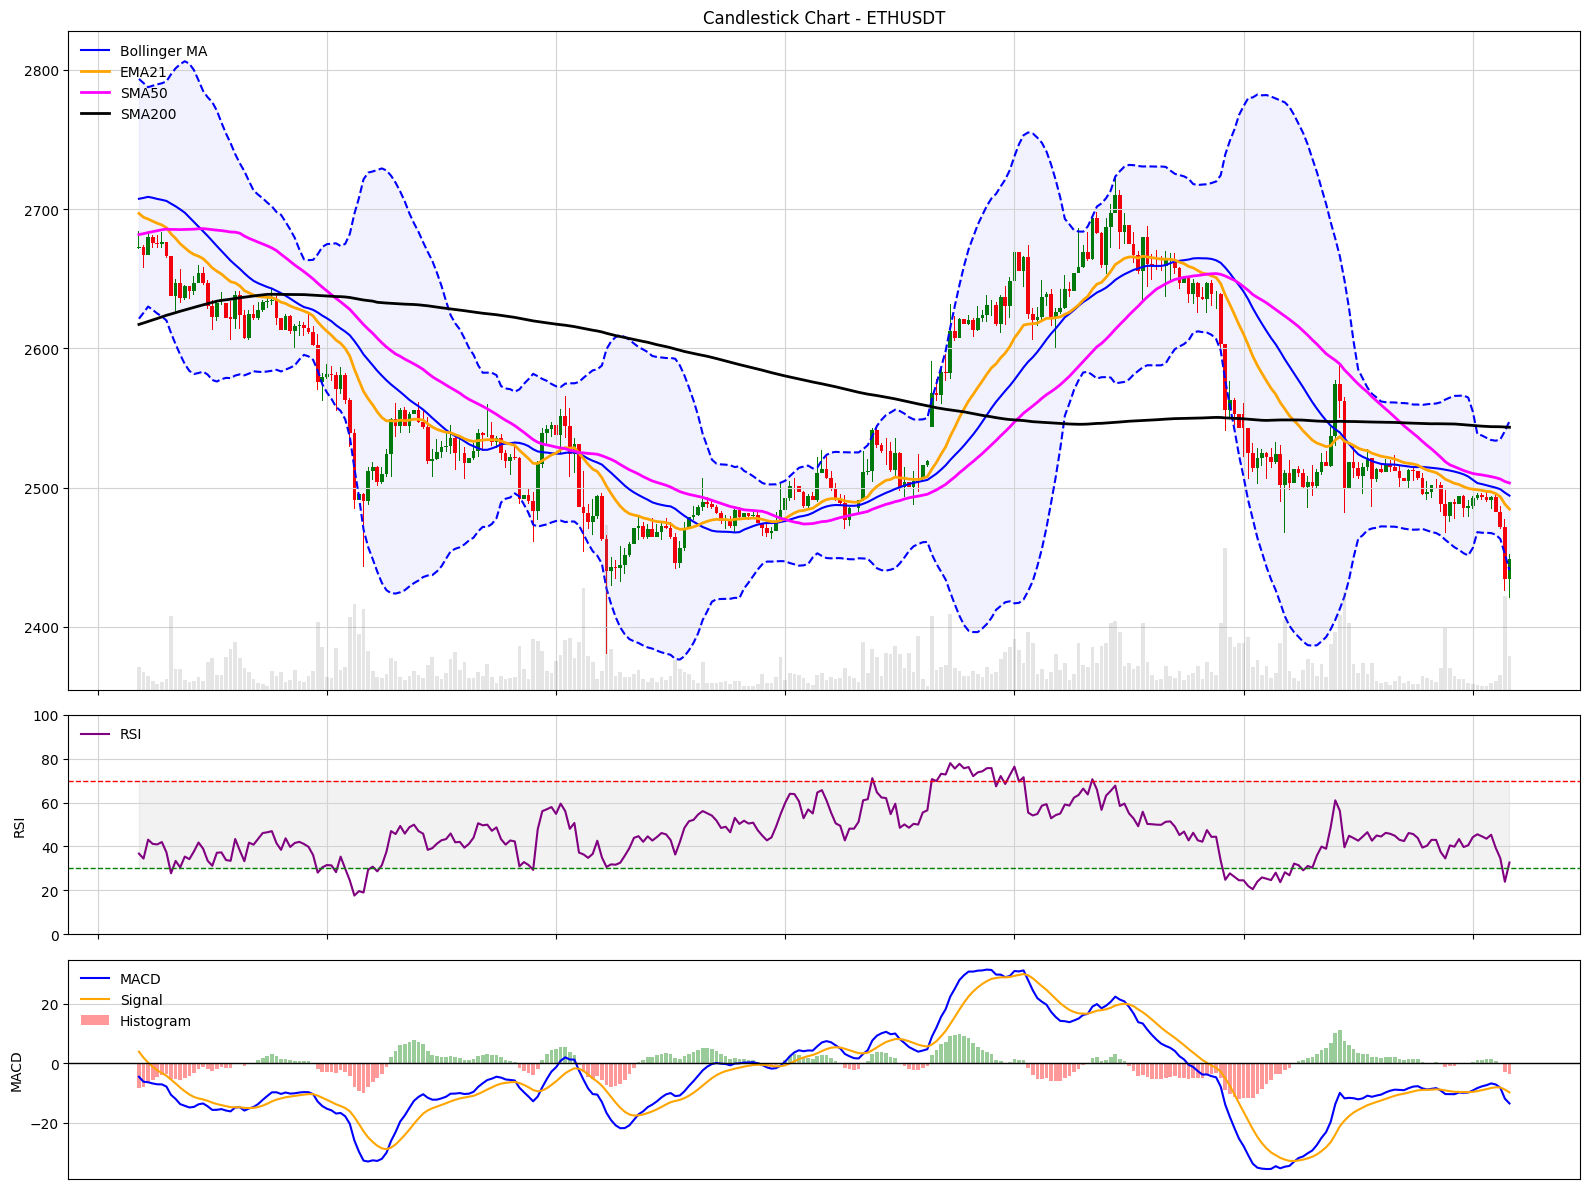 Candlestick Chart - ETHUSDT
Bollinger MA
EMA21
SMA50
SMA200
2800
2700
2600
2500
2400
RSI
100
80
60
40
20
0
RSI
MACD
Signal
Histogram
20
0
−20
MACD